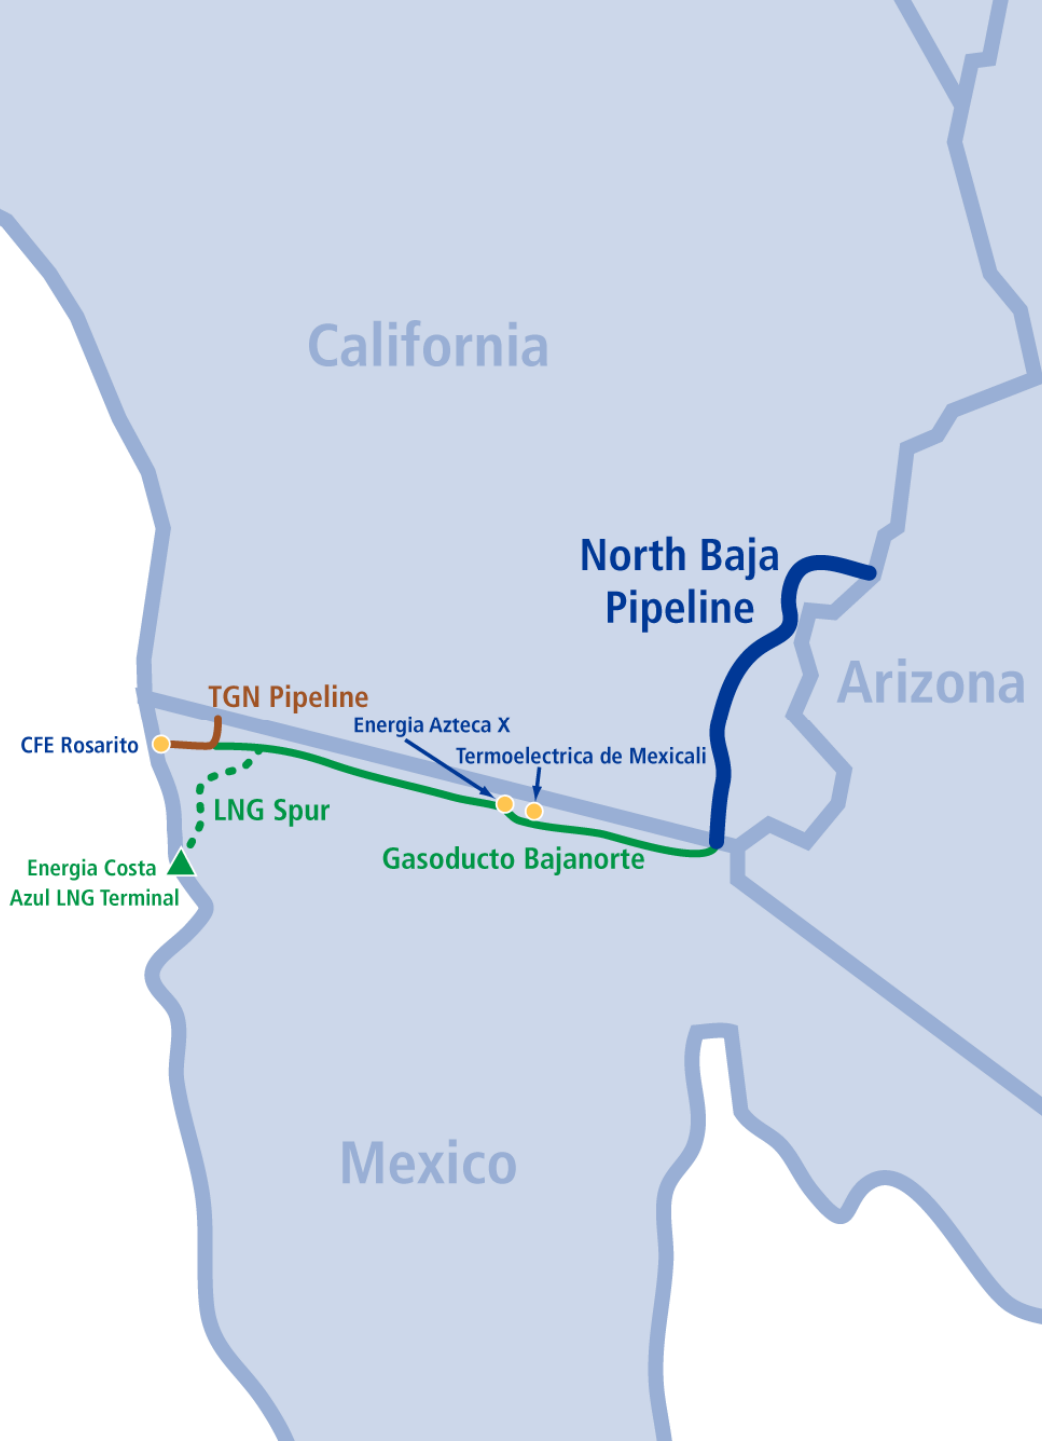 California
North Baja
Pipeline
Arizona
TGN Pipeline
Energia Azteca X
CFE Rosarito
Termoelectrica de Mexicali
LNG Spur
Gasoducto Bajanorte
Energia Costa
Azul LNG Terminal
Mexico